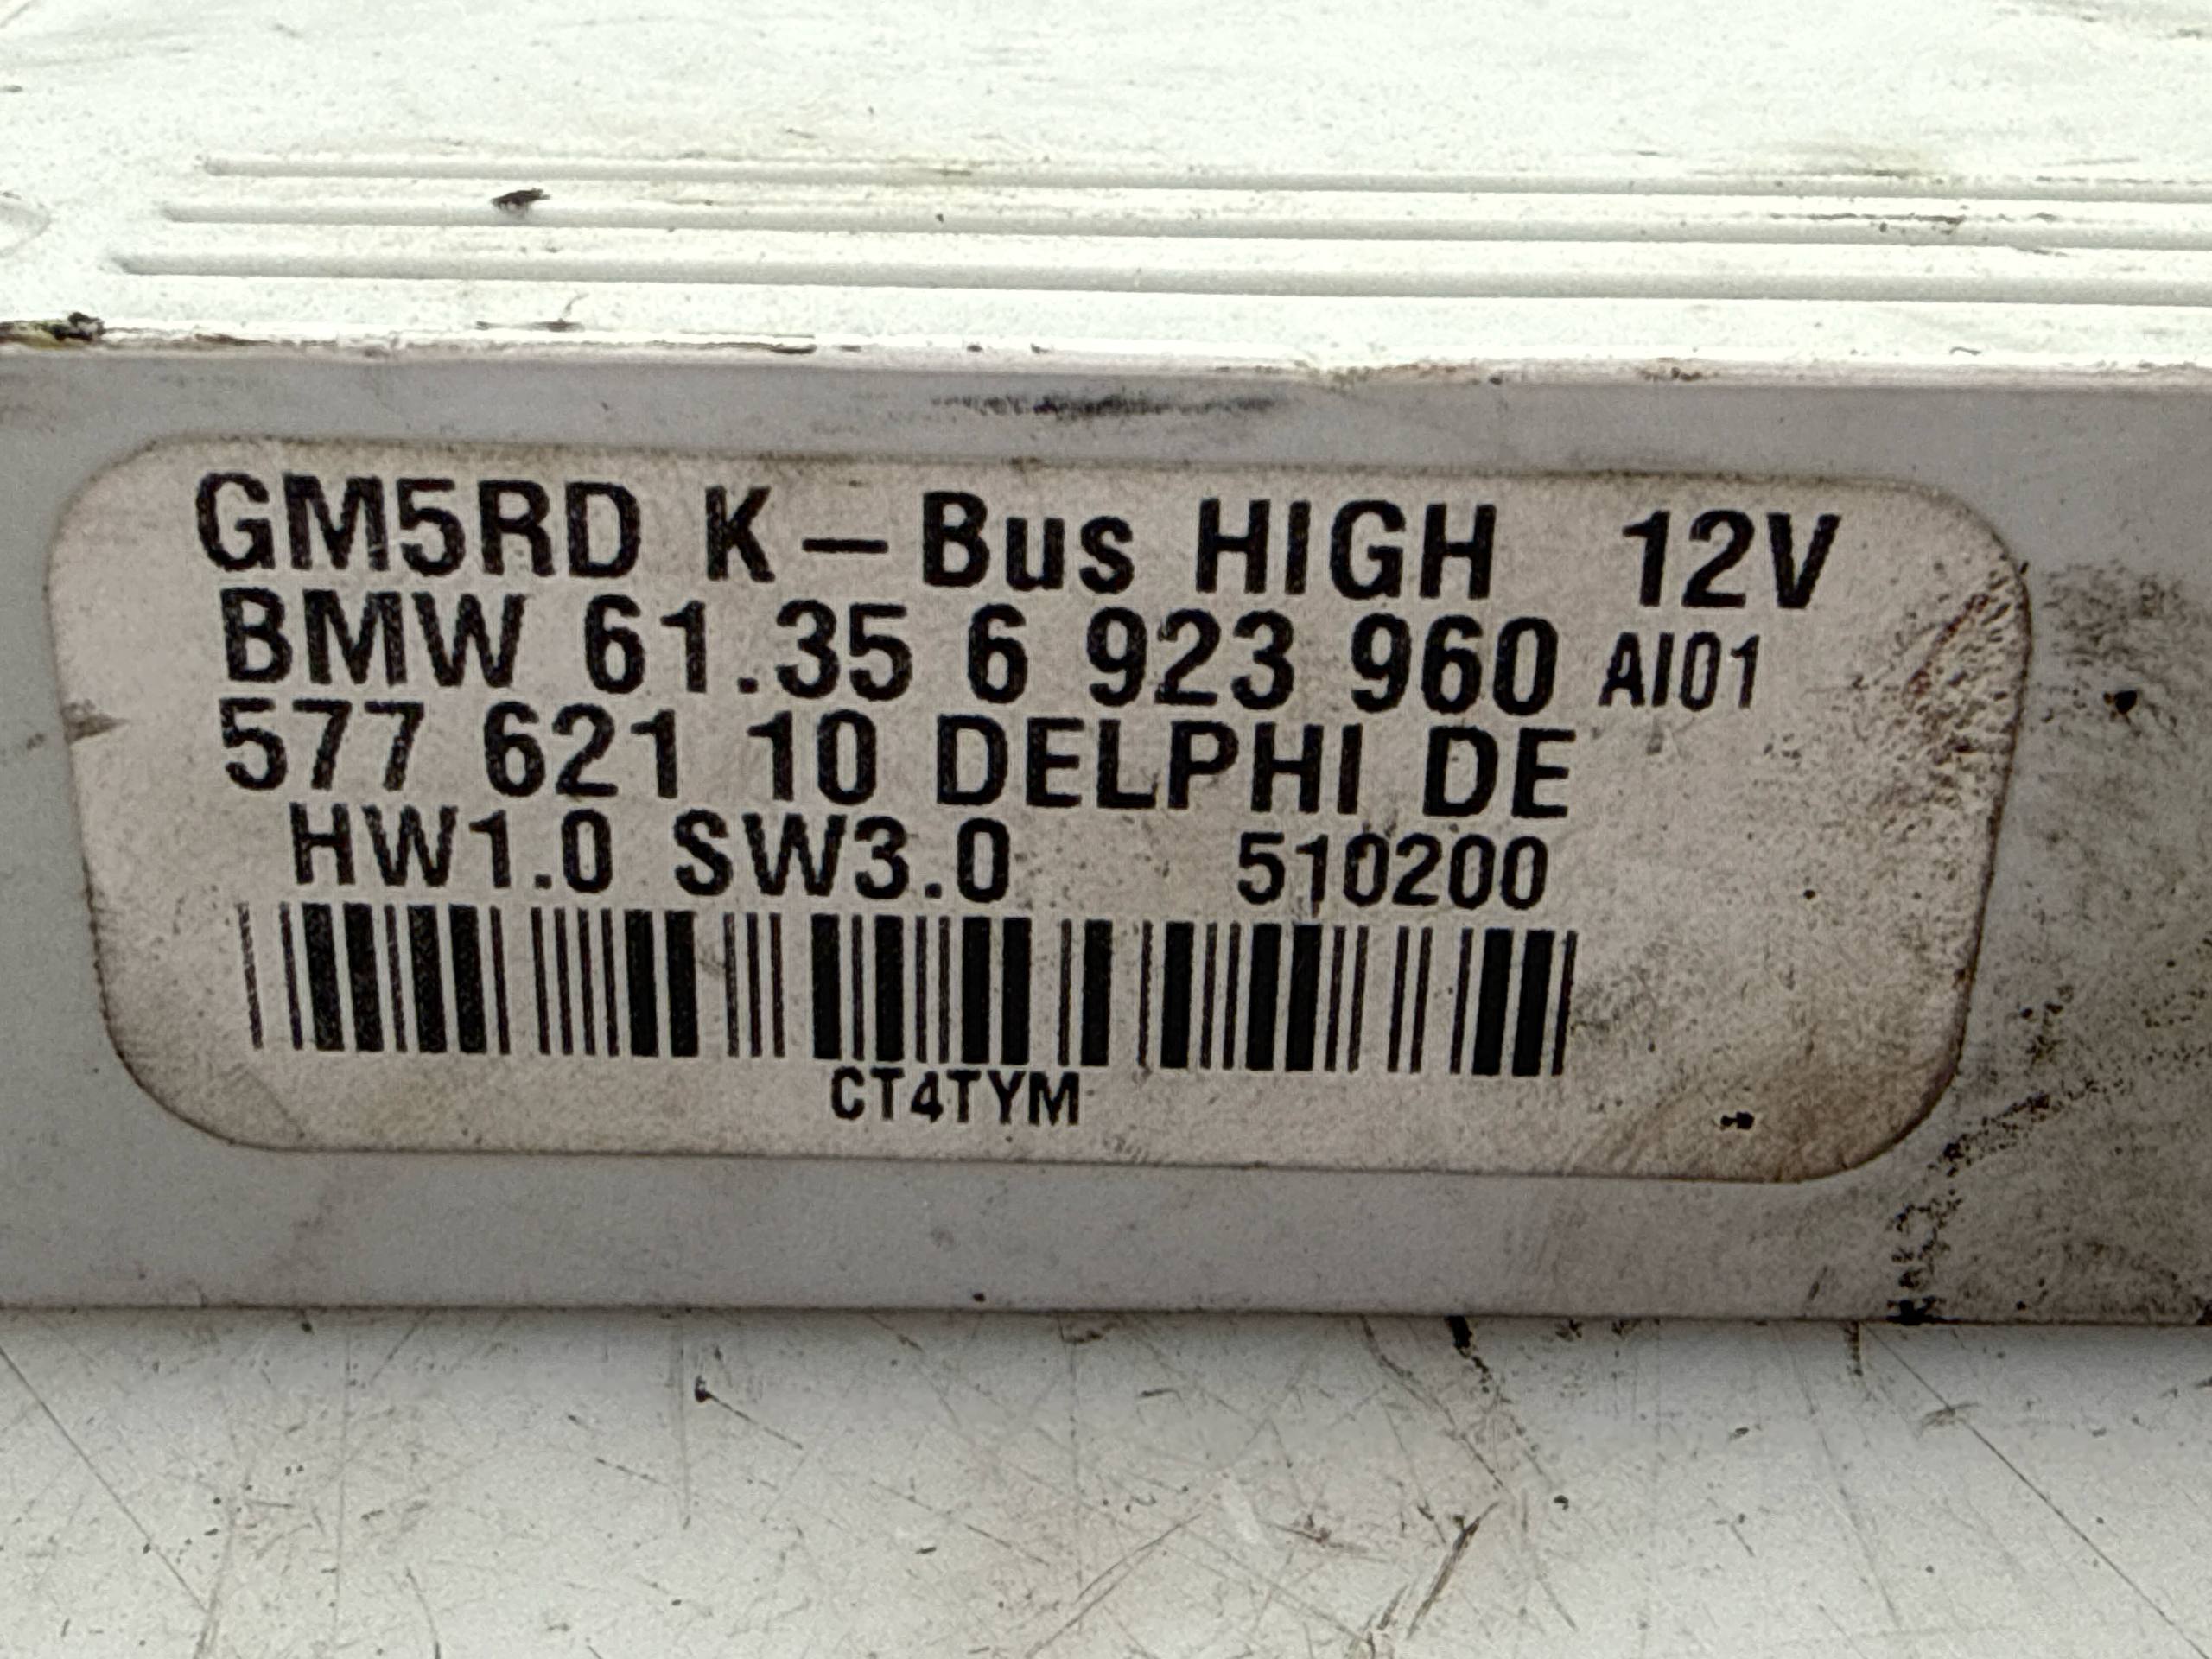 GM5RD K-Bus HIGH 12V
BMW 61.35 6 923 960 AI01
577 621 10 DELPHI DE
HW1.0 SW3.0 510200
CT4TYM